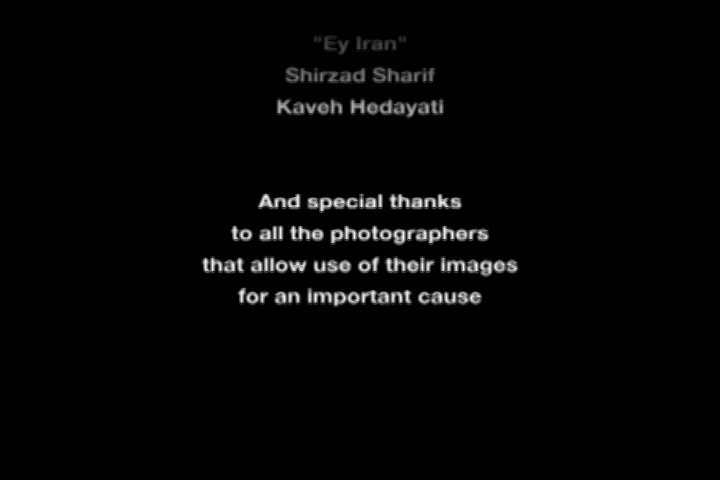 "Ey Iran"
Shirzad Sharif
Kaveh Hedayati
And special thanks
to all the photographers
that allow use of their images
for an important cause